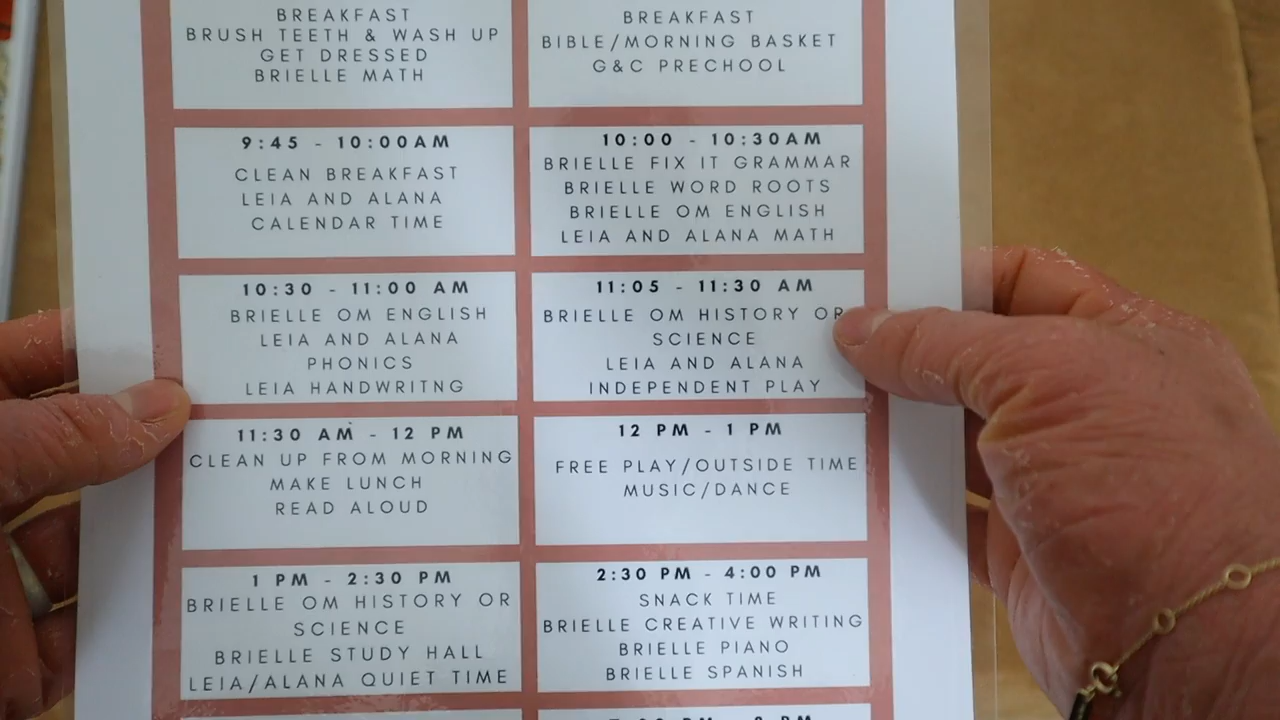 BREAKFAST
BRUSH TEETH & WASH UP
GET DRESSED
BRIELLE MATH
BREAKFAST
BIBLE/MORNING BASKET
G&C PRECHOOL
9:45 - 10:00AM
CLEAN BREAKFAST
LEIA AND ALANA
CALENDAR TIME
10:00 - 10:30AM
BRIELLE FIX IT GRAMMAR
BRIELLE WORD ROOTS
BRIELLE OM ENGLISH
LEIA AND ALANA MATH
10:30 - 11:00 AM
BRIELLE OM ENGLISH
LEIA AND ALANA
PHONICS
LEIA HANDWRITNG
11:05 - 11:30 AM
BRIELLE OM HISTORY OR
SCIENCE
LEIA AND ALANA
INDEPENDENT PLAY
11:30 AM - 12 PM
CLEAN UP FROM MORNING
MAKE LUNCH
READ ALOUD
12 PM - 1 PM
FREE PLAY/OUTSIDE TIME
MUSIC/DANCE
1 PM - 2:30 PM
BRIELLE OM HISTORY OR
SCIENCE
BRIELLE STUDY HALL
LEIA/ALANA QUIET TIME
2:30 PM - 4:00 PM
SNACK TIME
BRIELLE CREATIVE WRITING
BRIELLE PIANO
BRIELLE SPANISH